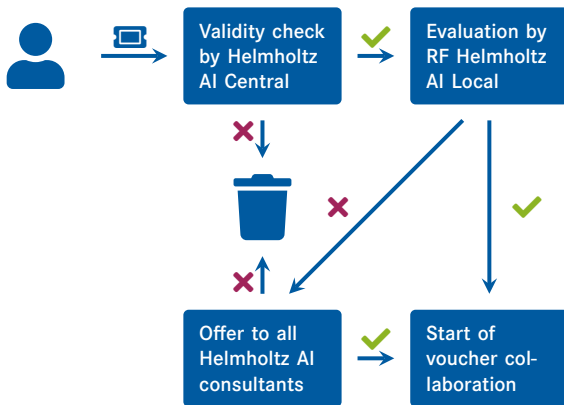 Validity check
by Helmholtz
AI Central
Evaluation by
RF Helmholtz
AI Local
Offer to all
Helmholtz AI
consultants
Start of
voucher col-
laboration